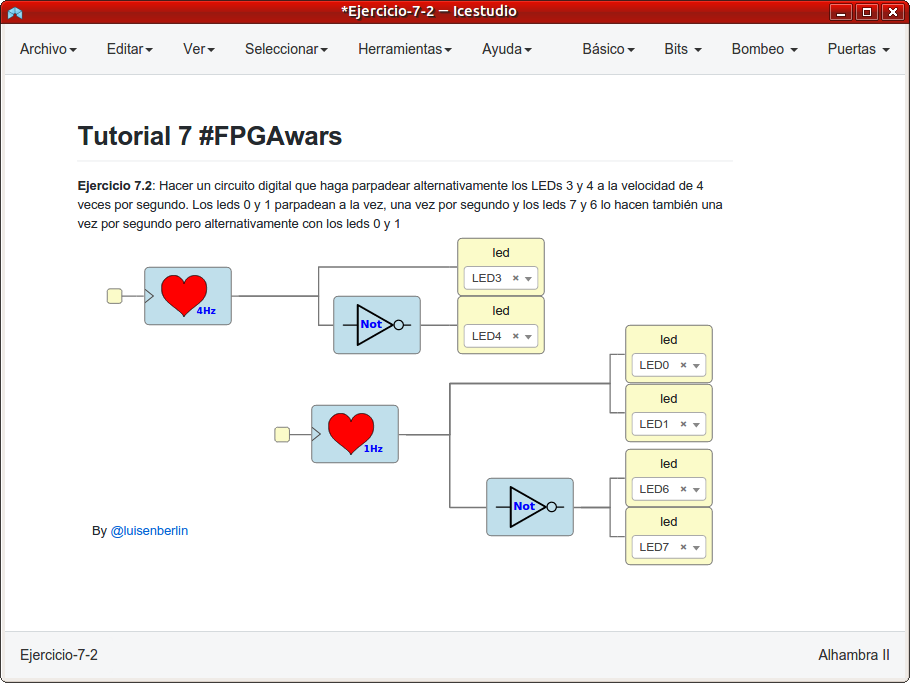 *Ejercicio-7-2 – Icestudio
Archivo Editar Ver Seleccionar Herramientas Ayuda Básico Bits Bombeo Puertas
Tutorial 7 #FPGAwars
Ejercicio 7.2: Hacer un circuito digital que haga parpadear alternativamente los LEDs 3 y 4 a la velocidad de 4
veces por segundo. Los leds 0 y 1 parpadean a la vez, una vez por segundo y los leds 7 y 6 lo hacen también una
vez por segundo pero alternativamente con los leds 0 y 1
led
LED3
4Hz
led
Not
LED4
led
LED0
led
LED1
1Hz
led
LED6
Not
led
LED7
By @luisenberlin
Ejercicio-7-2 Alhambra II